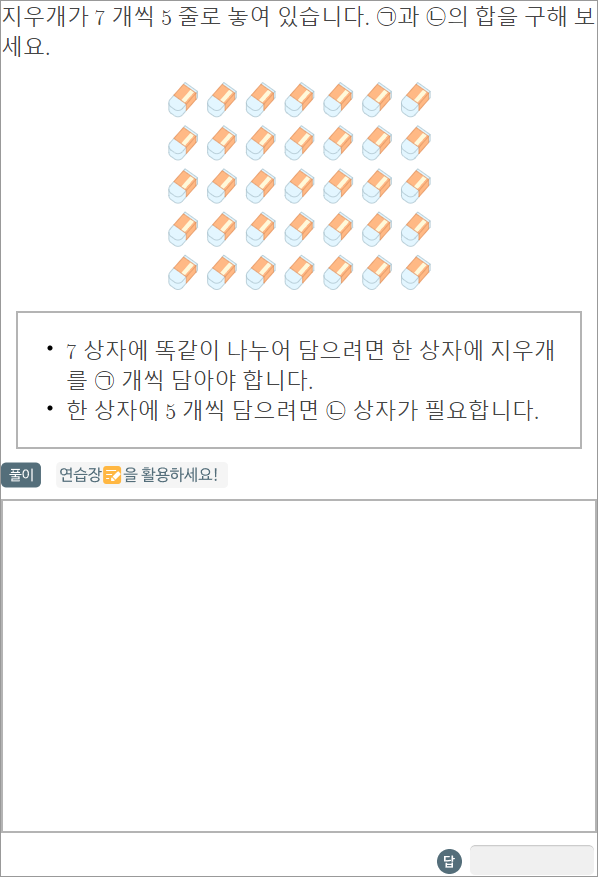 지우개가 7 개씩 5 줄로 놓여 있습니다. ㉠과 ㉡의 합을 구해 보
세요.
• 7 상자에 똑같이 나누어 담으려면 한 상자에 지우개
를 ㉠ 개씩 담아야 합니다.
• 한 상자에 5 개씩 담으려면 ㉡ 상자가 필요합니다.
풀이 연습장을 활용하세요!
답